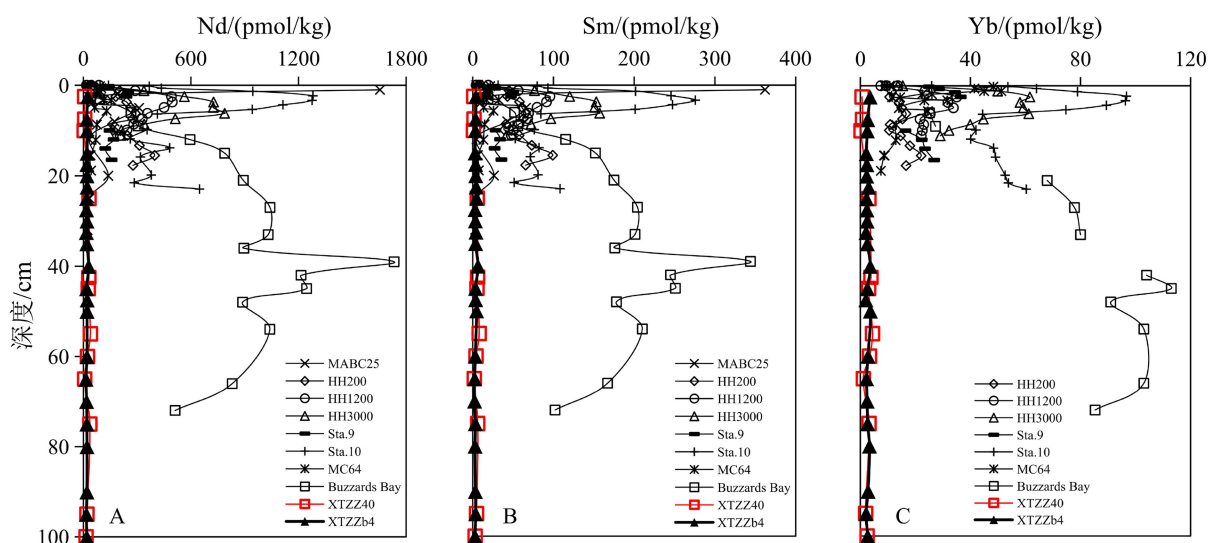 Nd/(pmol/kg)
0 600 1200 1800
Sm/(pmol/kg)
0 100 200 300 400
Yb/(pmol/kg)
0 40 80 120
深度/cm
0
20
40
60
80
100
MABC25
HH200
HH1200
HH3000
Sta.9
Sta.10
MC64
Buzzards Bay
XTZZ40
XTZZb4
A
MABC25
HH200
HH1200
HH3000
Sta.9
Sta.10
MC64
Buzzards Bay
XTZZ40
XTZZb4
B
HH200
HH1200
HH3000
Sta.9
Sta.10
MC64
Buzzards Bay
XTZZ40
XTZZb4
C